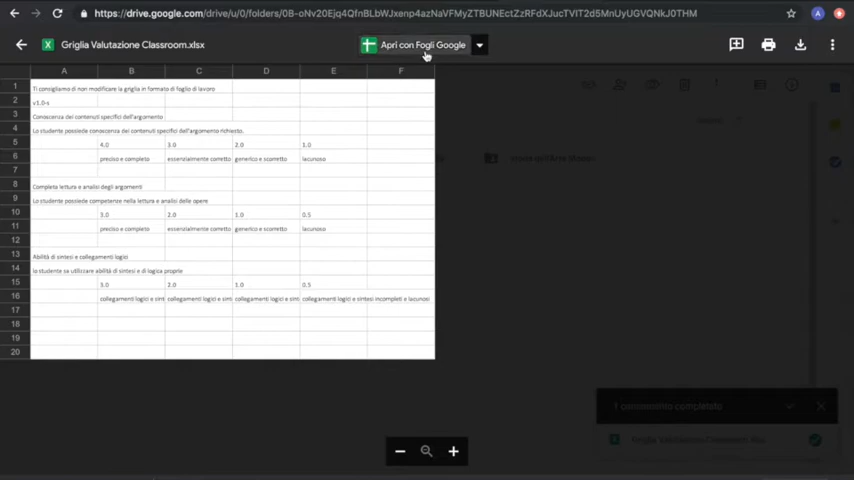 https://drive.google.com/drive/u/0/folders/0B-oNv20Ejq4QfnBLbWJxenp4azNaVFMyZTBUNEctZzRFdXJucTVIT2d5MnUyUGVQNkJ0THM
A
Griglia Valutazione Classroom.xlsx
Apri con Fogli Google
A B C D E F
1 Ti consigliamo di non modificare la griglia in formato di foglio di lavoro
2 v1.0-s
3 Conoscenza dei contenuti specifici dell'argomento
4 Lo studente possiede conoscenza dei contenuti specifici dell'argomento richiesto.
5 4.0 3.0 2.0 1.0
6 preciso e completo essenzialmente corretto generico e scorretto lacunoso
7
8 Completa lettura e analisi degli argomenti
9 Lo studente possiede competenze nella lettura e analisi delle opere
10 3.0 2.0 1.0 0.5
11 preciso e completo essenzialmente corretto generico e scorretto lacunoso
12
13 Abilità di sintesi e collegamenti logici
14 lo studente sa utilizzare abilità di sintesi e di logica proprie
15 3.0 2.0 1.0 0.5
16 collegamenti logici e sint collegamenti logici e sint collegamenti logici e sint collegamenti logici e sintesi incompleti e lacunosi
17
18
19
20
1 caricamento completato
Griglia Valutazione Classroom.xlsx